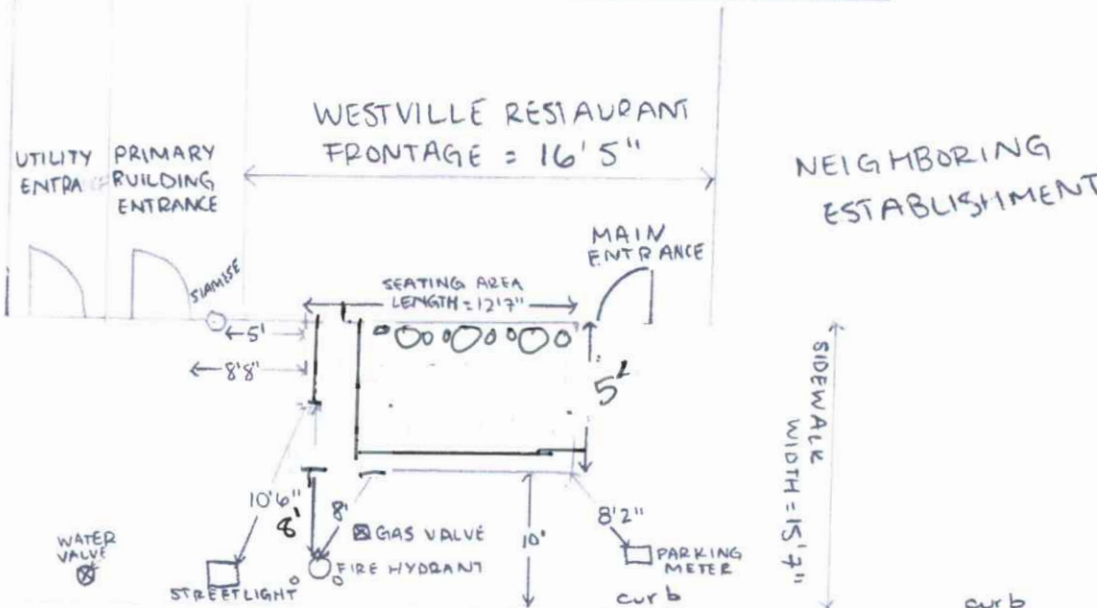 WESTVILLE RESTAURANT
FRONTAGE = 16'5"
UTILITY
ENTRA
PRIMARY
BUILDING
ENTRANCE
NEIGHBORING
ESTABLISHMENT
MAIN
ENTRANCE
SIAMESE
SEATING AREA
LENGTH = 12'7"
5'
8'8"
5'
SIDEWALK
WIDTH = 15'7"
10'6"
8'
8'
10'
8'2"
WATER
VALVE
GAS VALVE
STREETLIGHT
FIRE HYDRANT
PARKING
METER
curb
curb